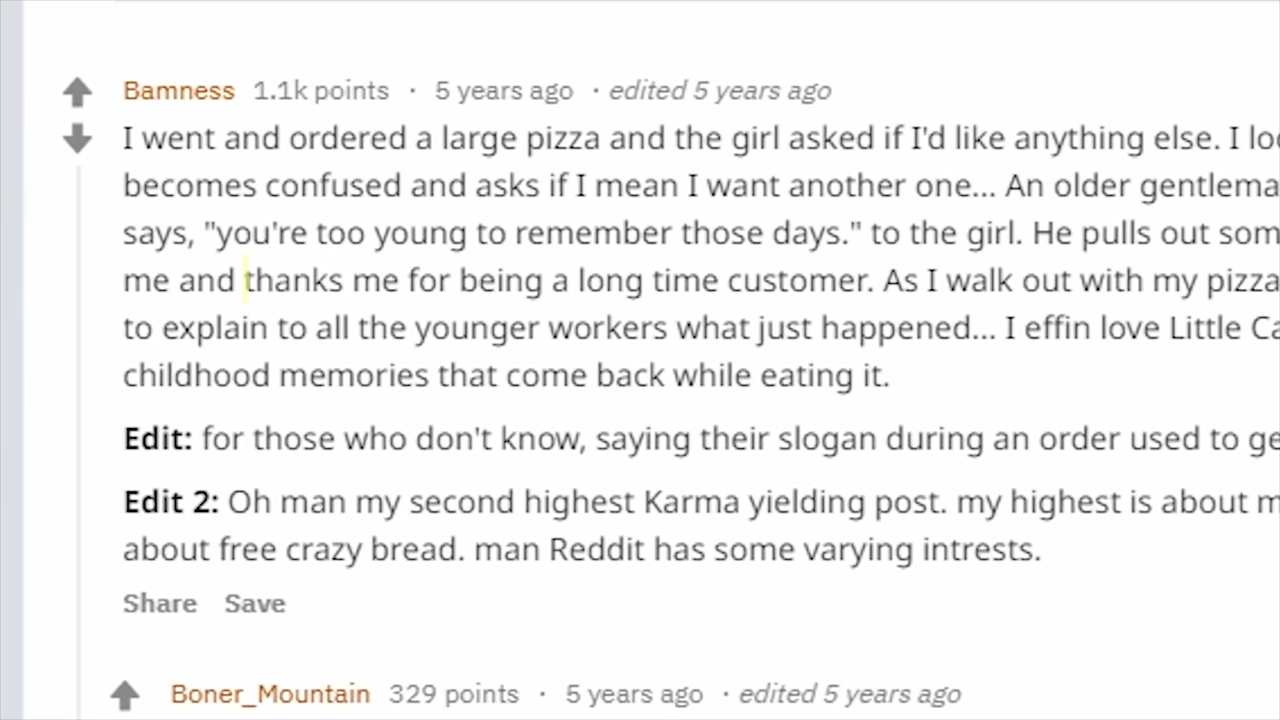 Bamness 1.1k points · 5 years ago · edited 5 years ago
I went and ordered a large pizza and the girl asked if I'd like anything else. I loo
becomes confused and asks if I mean I want another one... An older gentlema
says, "you're too young to remember those days." to the girl. He pulls out som
me and thanks me for being a long time customer. As I walk out with my pizza
to explain to all the younger workers what just happened... I effin love Little Ca
childhood memories that come back while eating it.
Edit: for those who don't know, saying their slogan during an order used to ge
Edit 2: Oh man my second highest Karma yielding post. my highest is about m
about free crazy bread. man Reddit has some varying intrests.
Share Save
Boner_Mountain 329 points · 5 years ago · edited 5 years ago